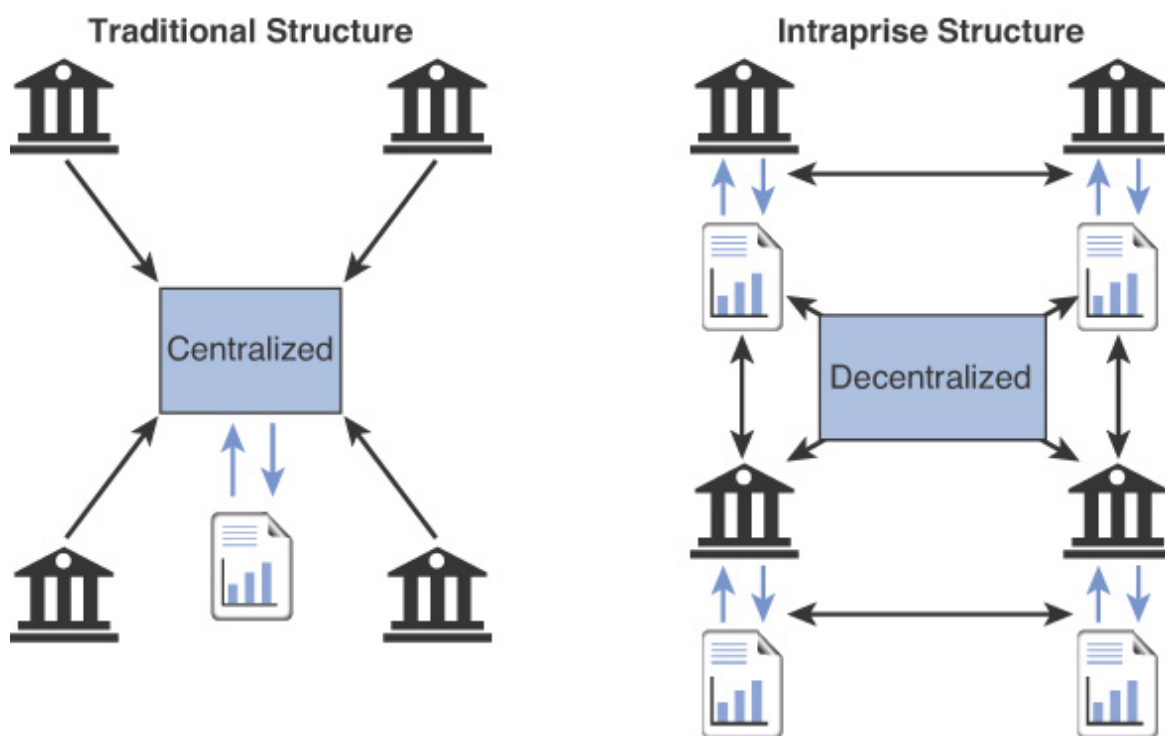 Traditional Structure
Intraprise Structure
Centralized
Decentralized